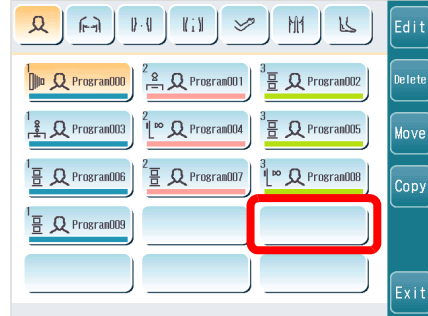 Edit
1 Program000 2 Program001 3 Program002
Delete
1 Program003 2 Program004 3 Program005
Move
1 Program006 2 Program007 3 Program008
Copy
1 Program009
Exit